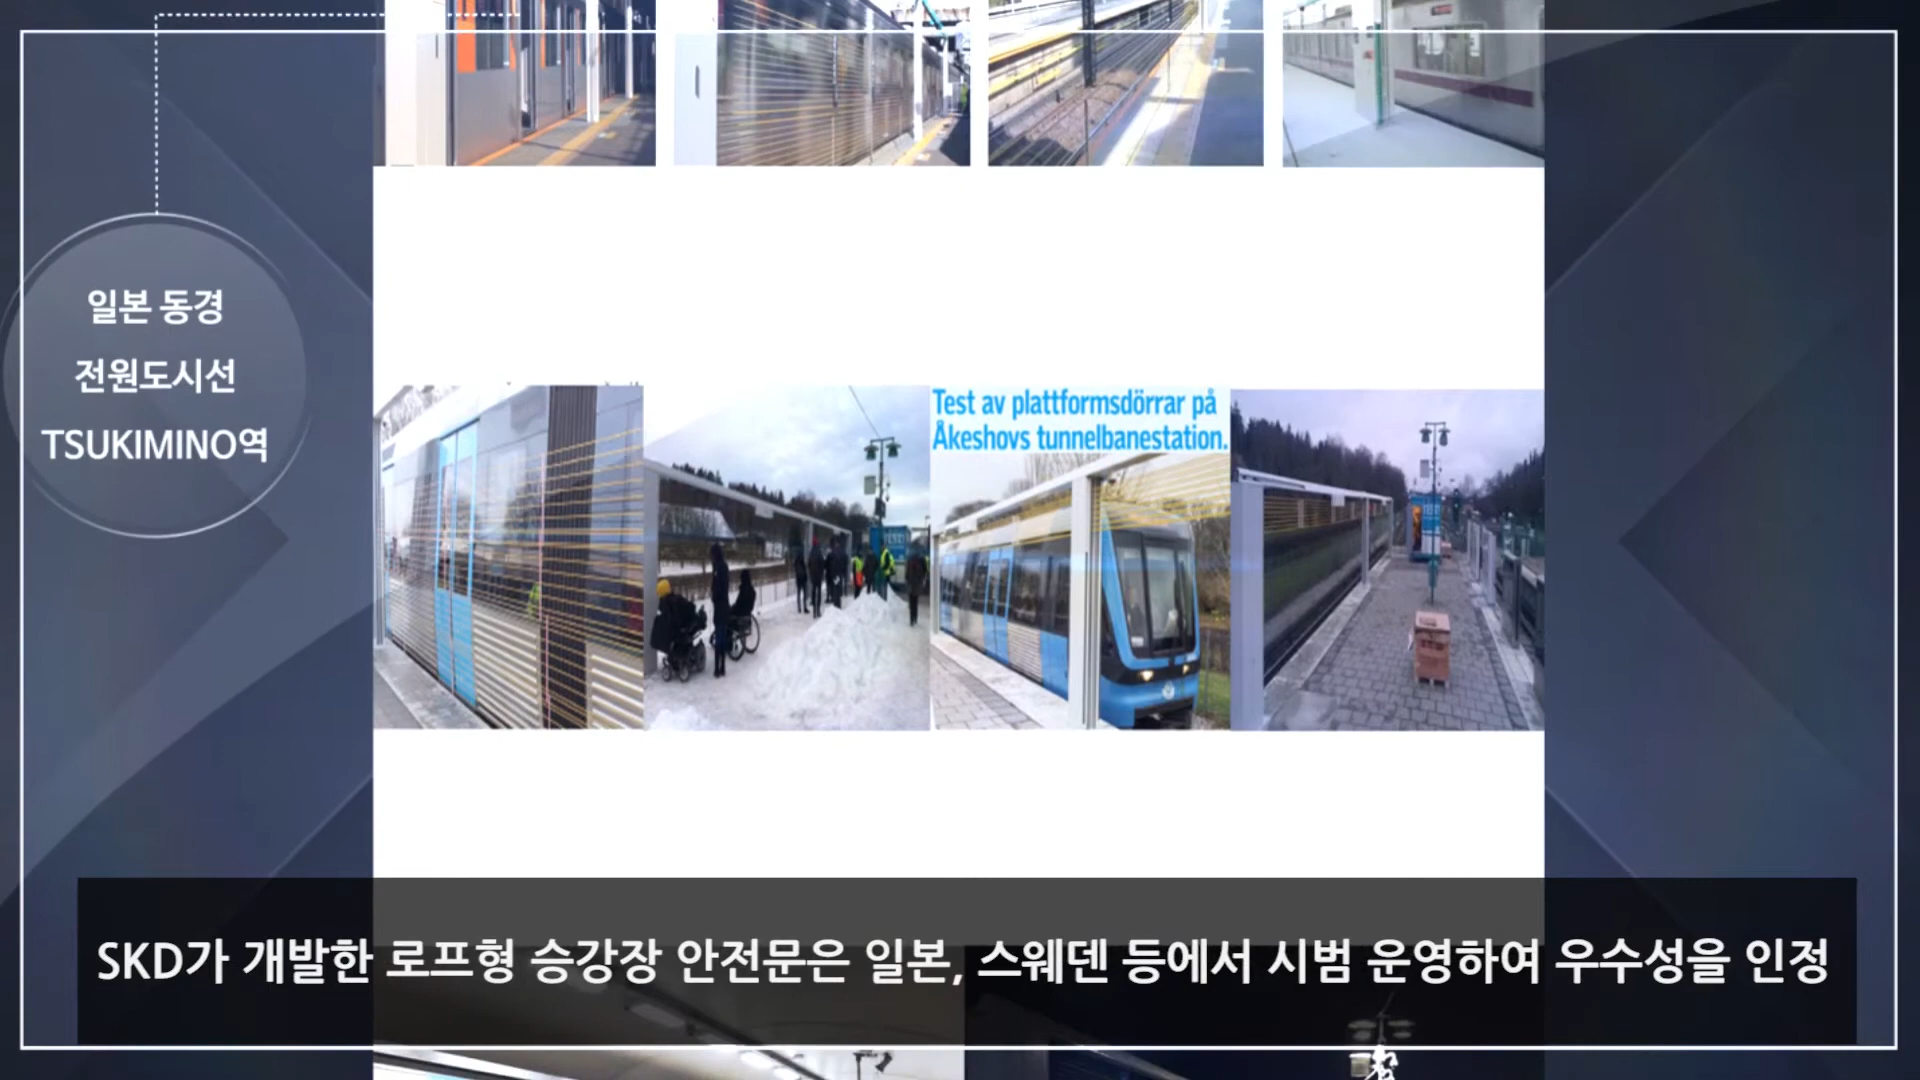 일본 동경
전원도시선
TSUKIMINO역
Test av plattformsdörrar på
Åkeshovs tunnelbanestation.
SKD가 개발한 로프형 승강장 안전문은 일본, 스웨덴 등에서 시범 운영하여 우수성을 인정